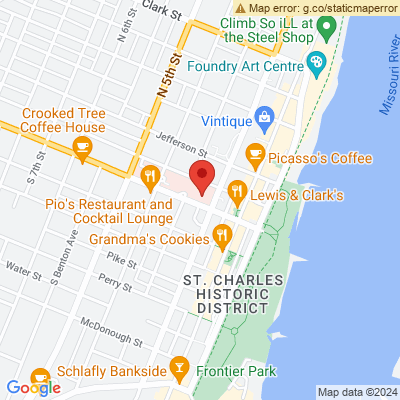 Map error: g.co/staticmaperror
Clark St
Climb So iLL at
the Steel Shop
N 6th St
N 5th St
Foundry Art Centre
Missouri River
Vintique
Crooked Tree
Coffee House
Jefferson St
Picasso's Coffee
S 7th St
Pio's Restaurant and
Cocktail Lounge
Lewis & Clark's
Grandma's Cookies
S Benton Ave
Pike St
Water St
Perry St
ST. CHARLES
HISTORIC
DISTRICT
McDonough St
Schlafly Bankside
Frontier Park
Google
Map data ©2024